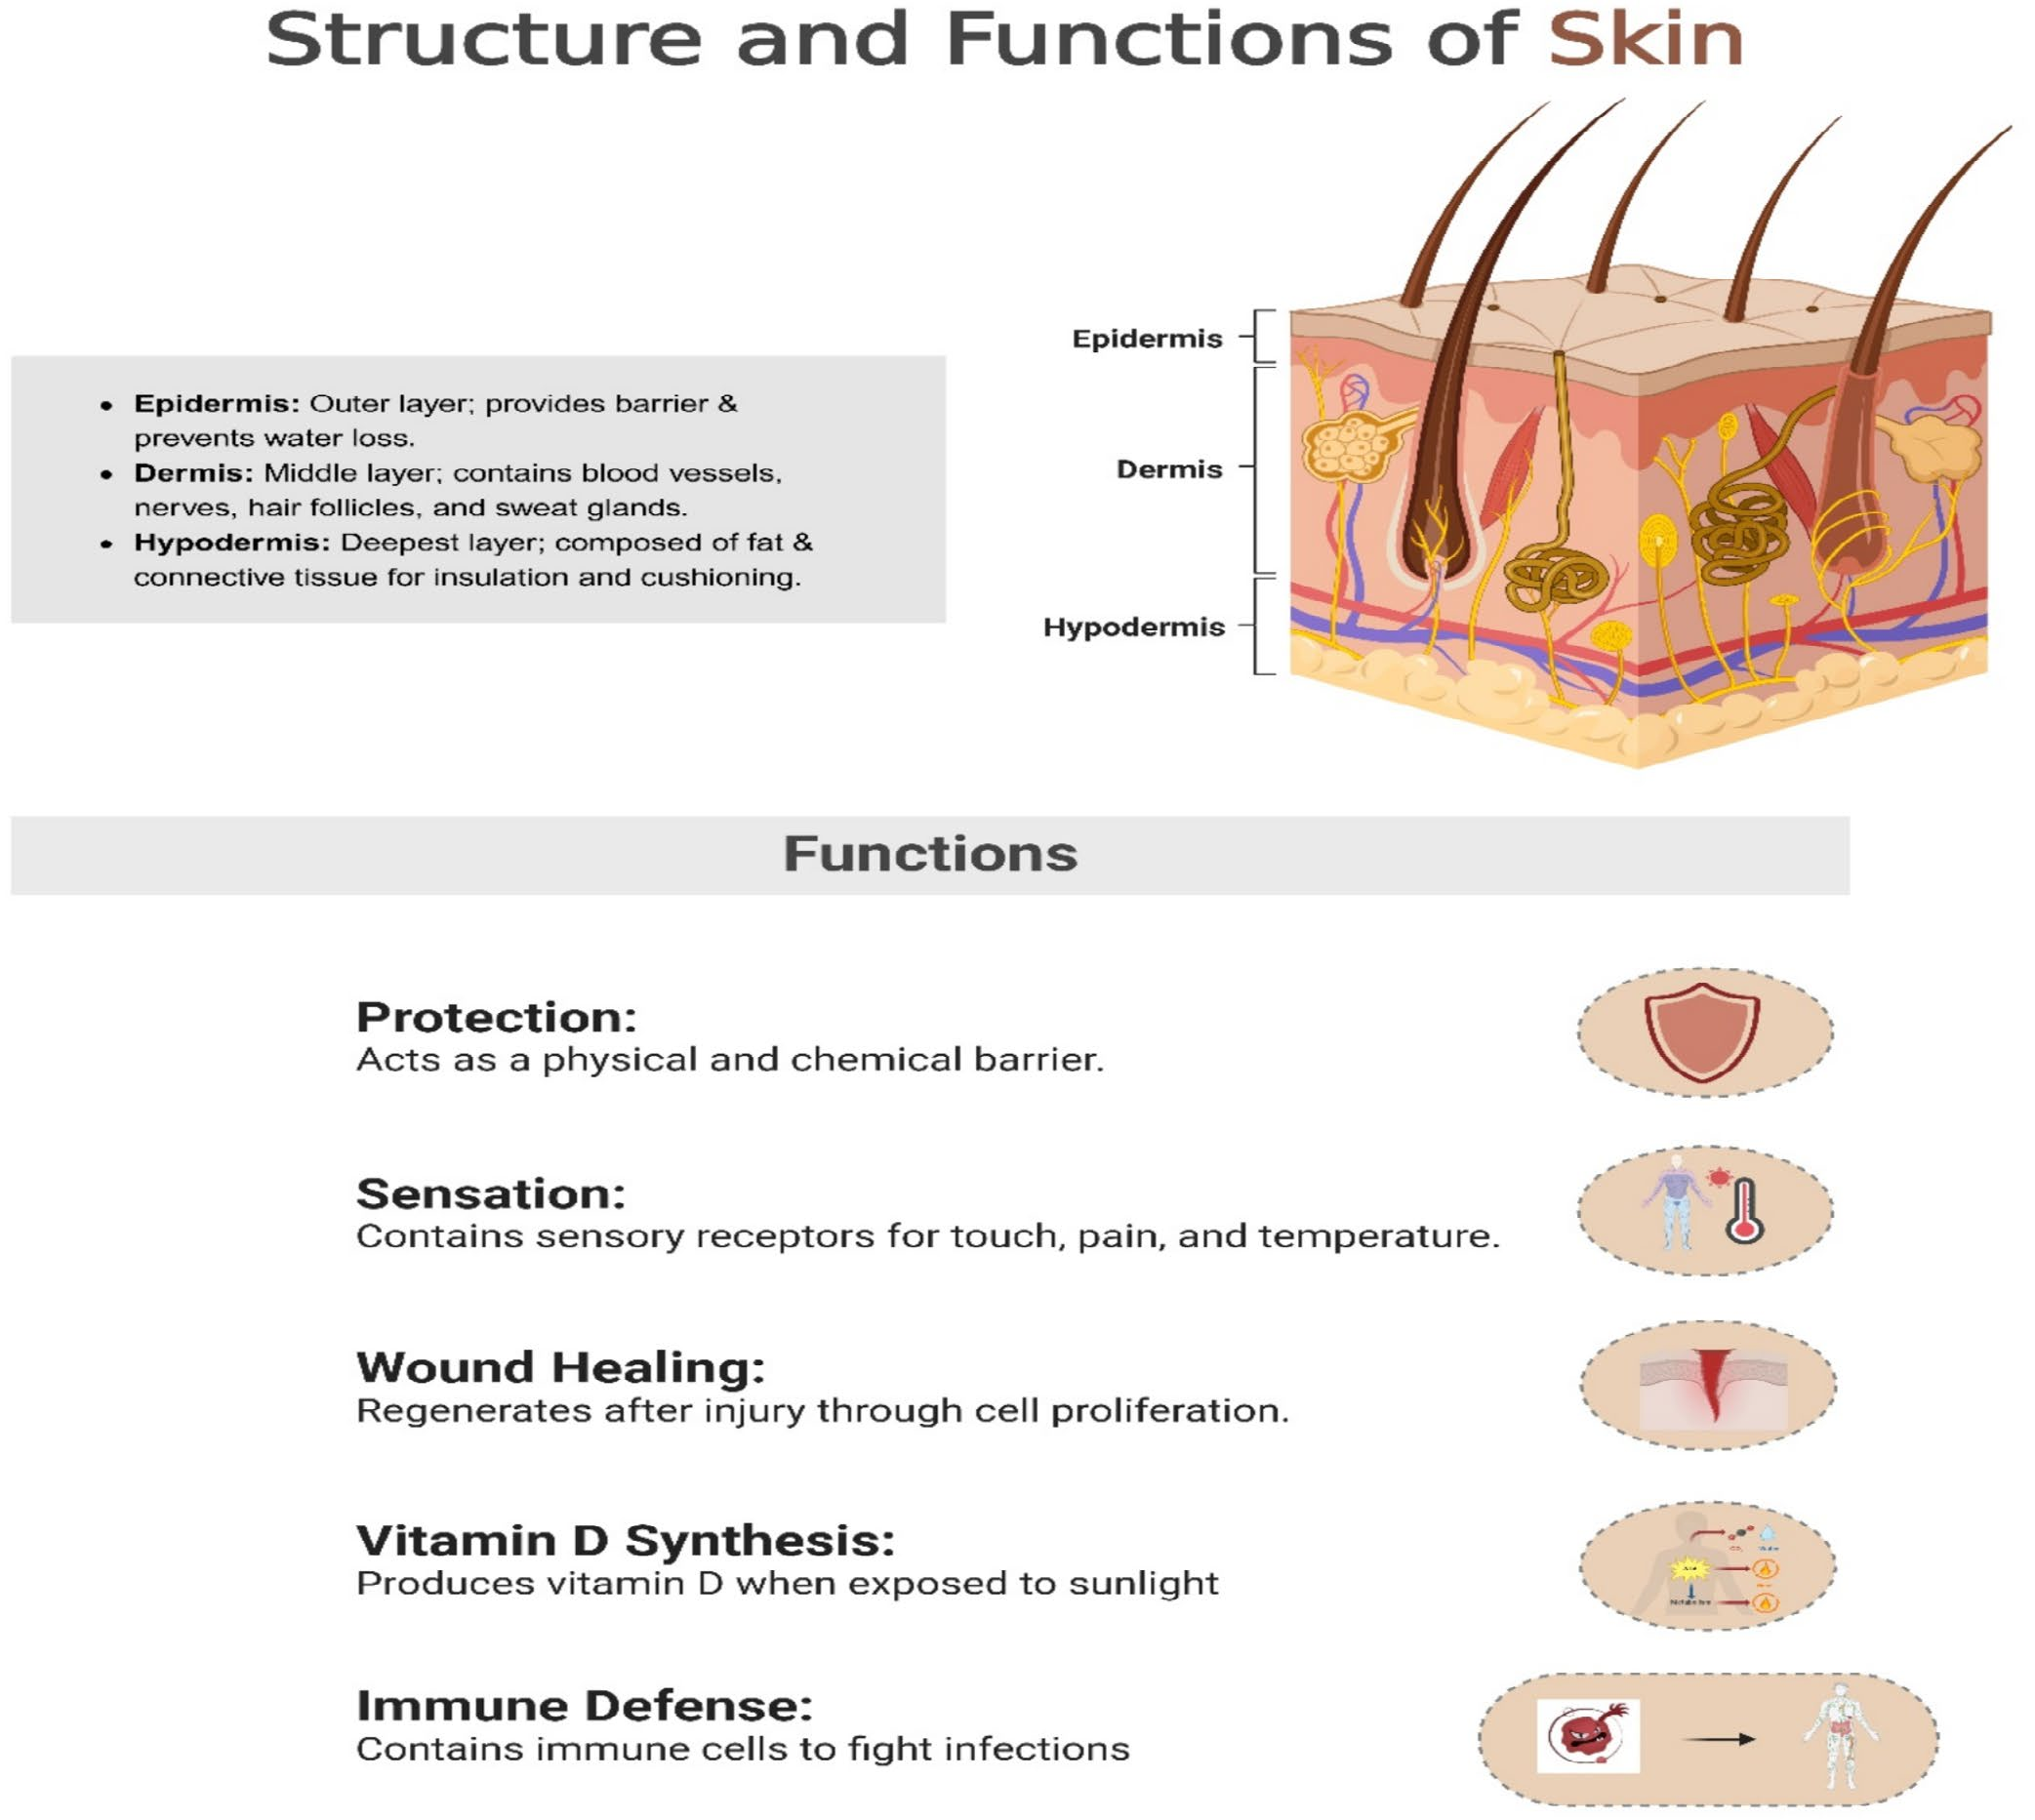 Structure and Functions of Skin
Epidermis
Dermis
Hypodermis
• Epidermis: Outer layer; provides barrier &
prevents water loss.
• Dermis: Middle layer; contains blood vessels,
nerves, hair follicles, and sweat glands.
• Hypodermis: Deepest layer; composed of fat &
connective tissue for insulation and cushioning.
Functions
Protection:
Acts as a physical and chemical barrier.
Sensation:
Contains sensory receptors for touch, pain, and temperature.
Wound Healing:
Regenerates after injury through cell proliferation.
Vitamin D Synthesis:
Produces vitamin D when exposed to sunlight
Immune Defense:
Contains immune cells to fight infections